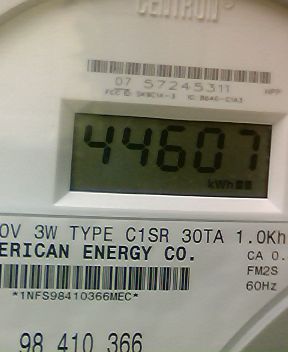 CENTRON®
07 57245311
44607
kWh
0V 3W TYPE C1SR 30TA 1.0Kh
ERICAN ENERGY CO.
CA 0.
FM2S
*1NFS98410366MEC*
60Hz
98 410 366